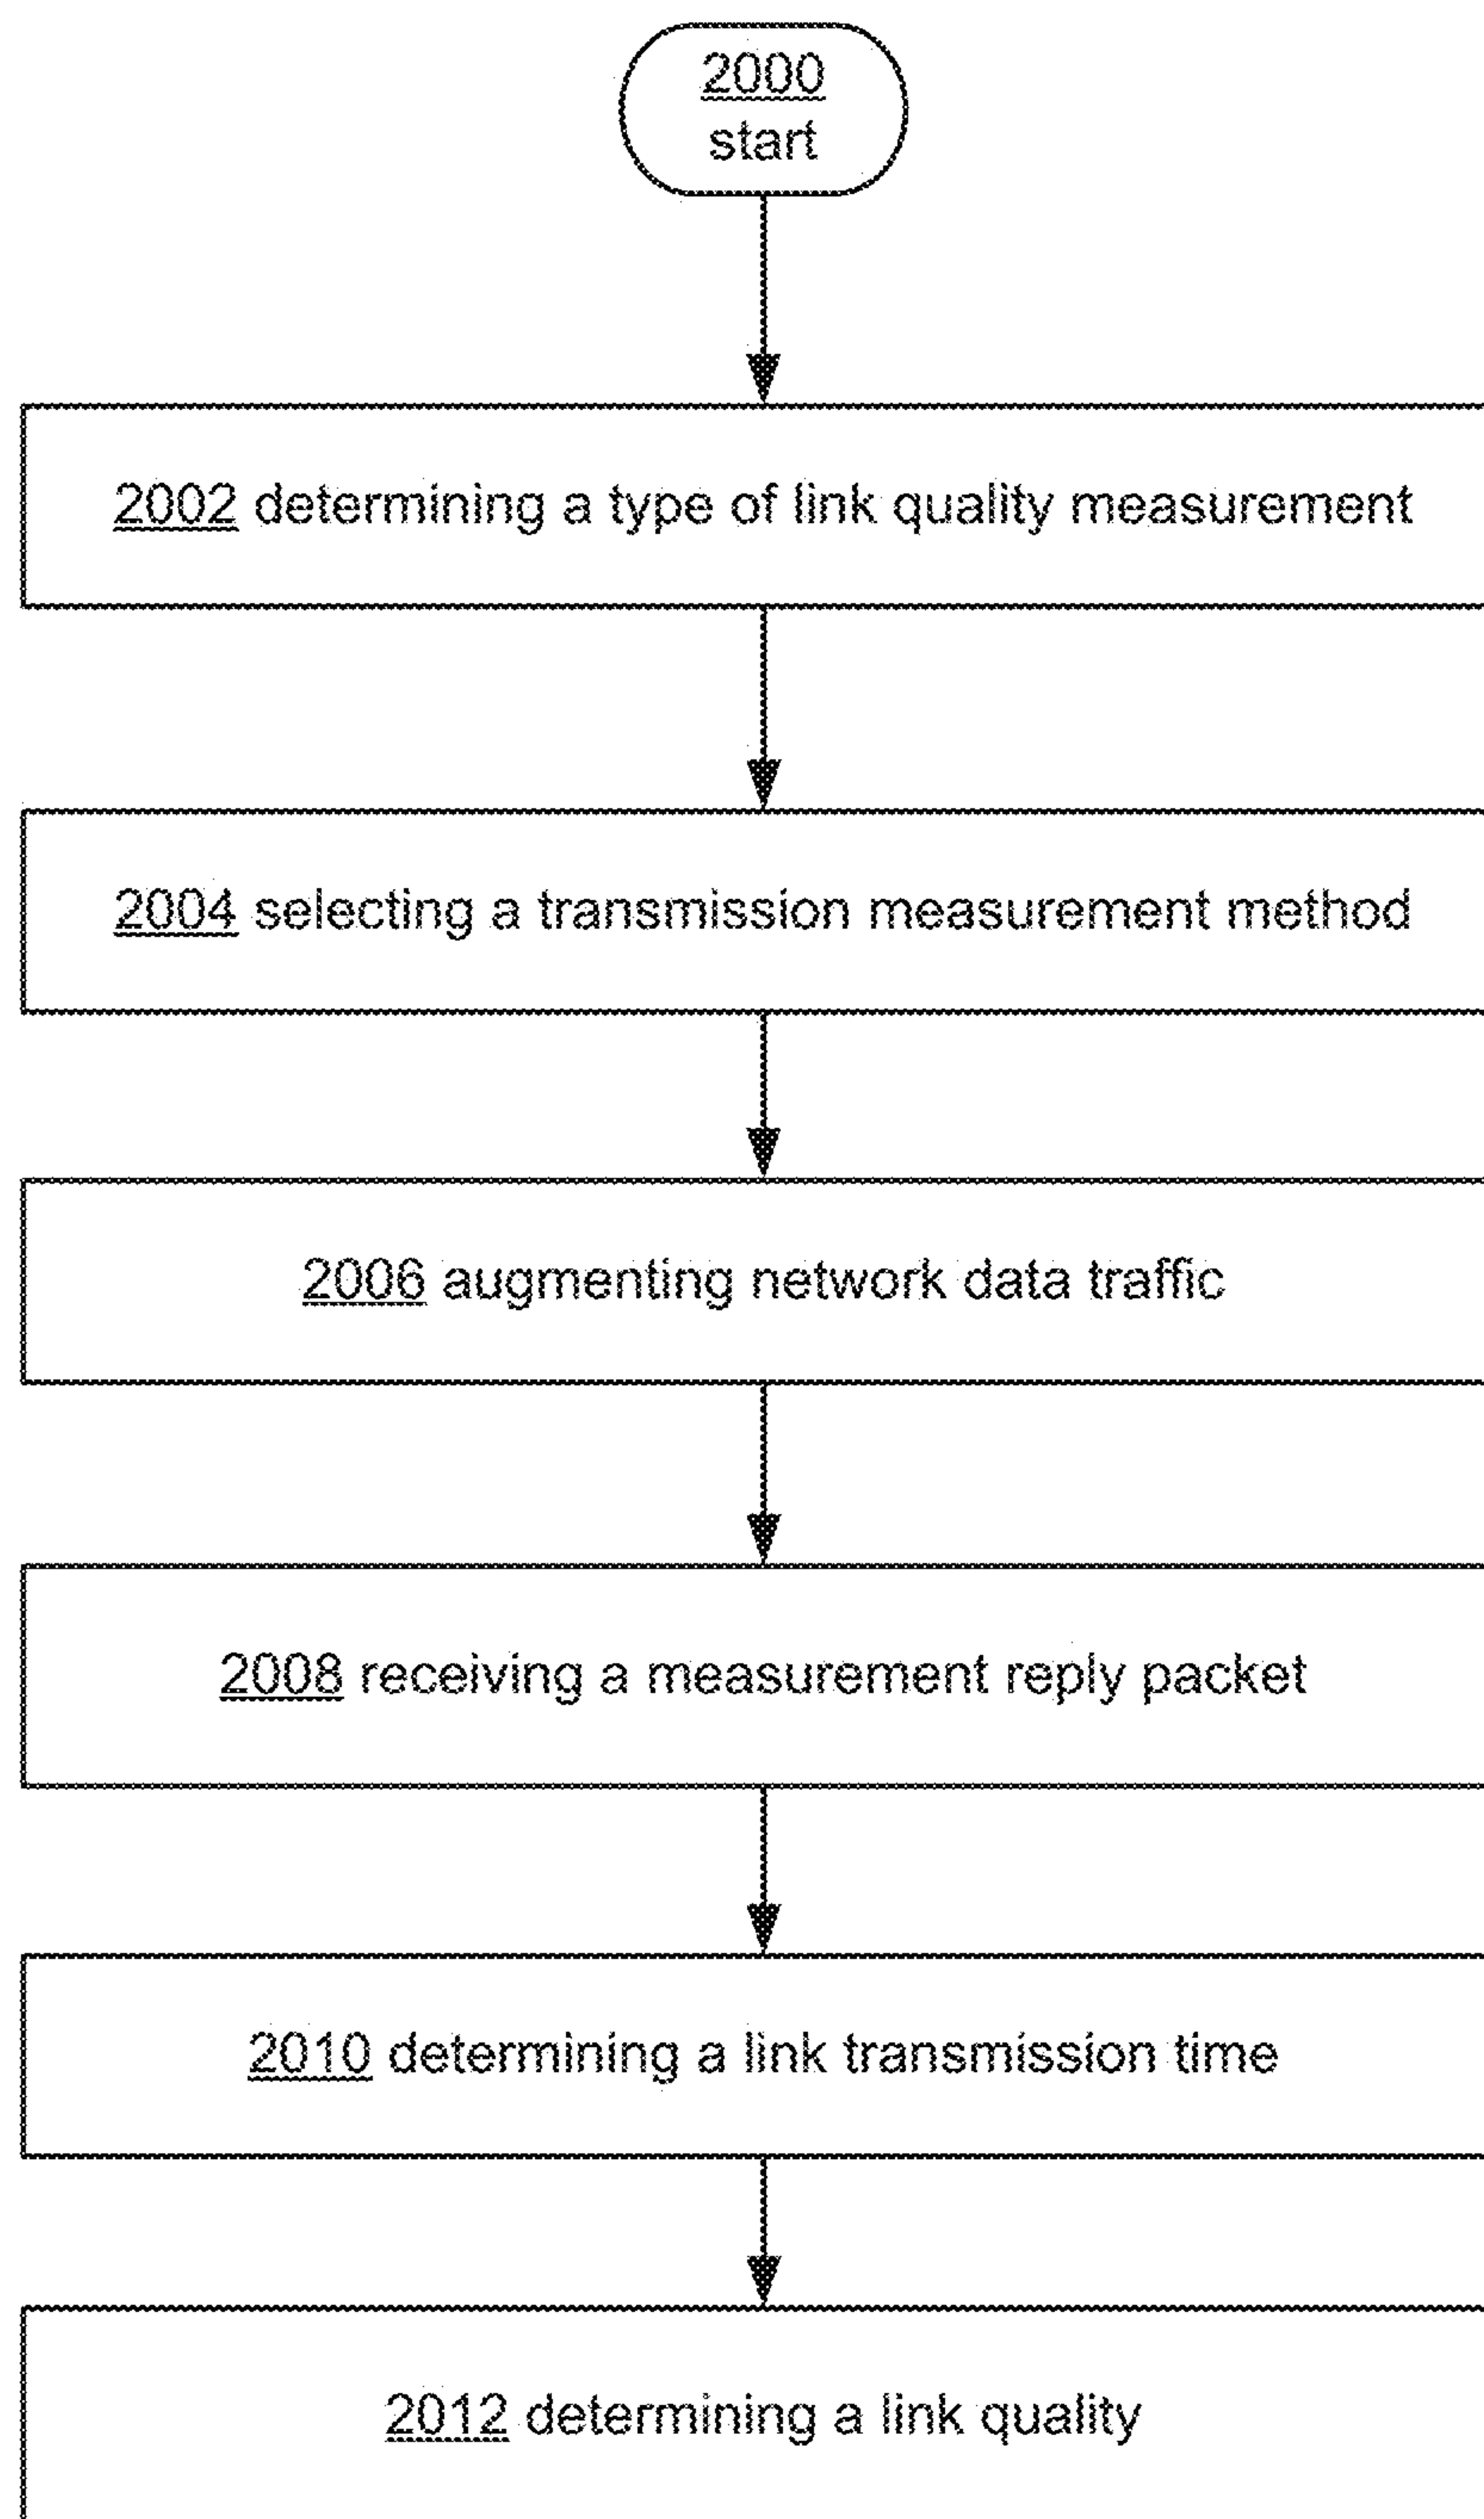 2000
start
2002 determining a type of link quality measurement
2004 selecting a transmission measurement method
2006 augmenting network data traffic
2008 receiving a measurement reply packet
2010 determining a link transmission time
2012 determining a link quality